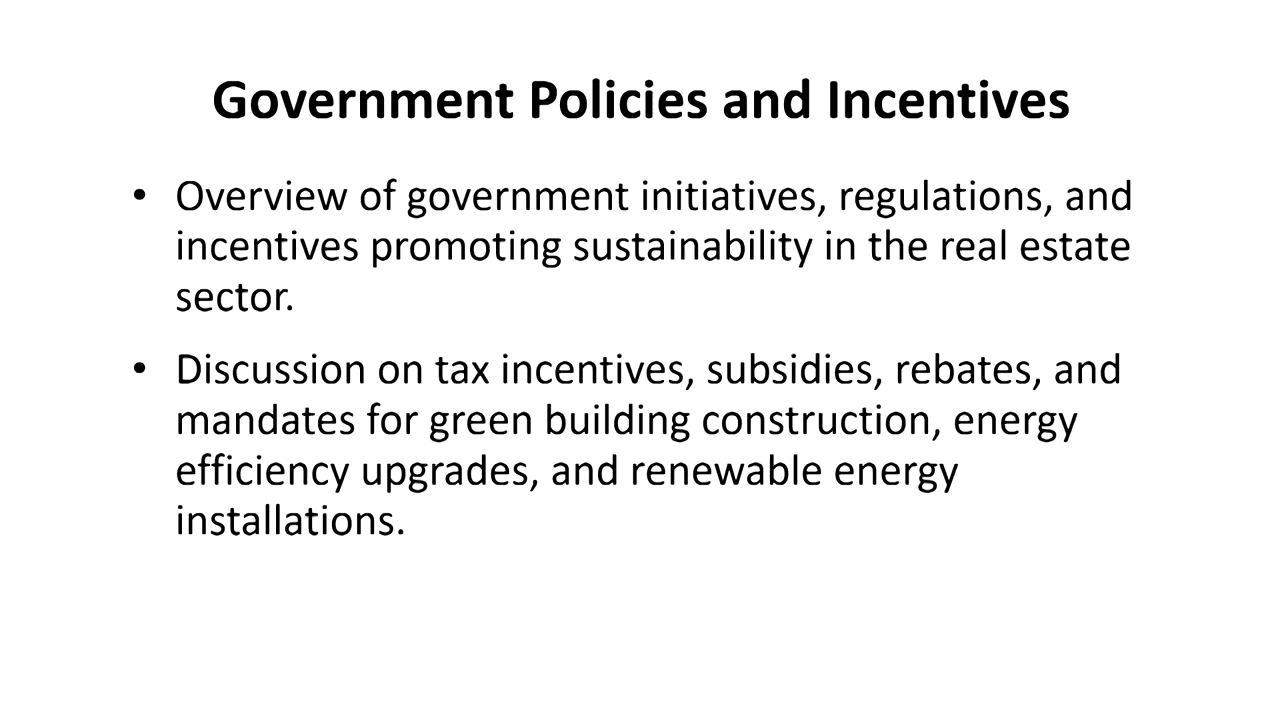 Government Policies and Incentives
• Overview of government initiatives, regulations, and
incentives promoting sustainability in the real estate
sector.
• Discussion on tax incentives, subsidies, rebates, and
mandates for green building construction, energy
efficiency upgrades, and renewable energy
installations.